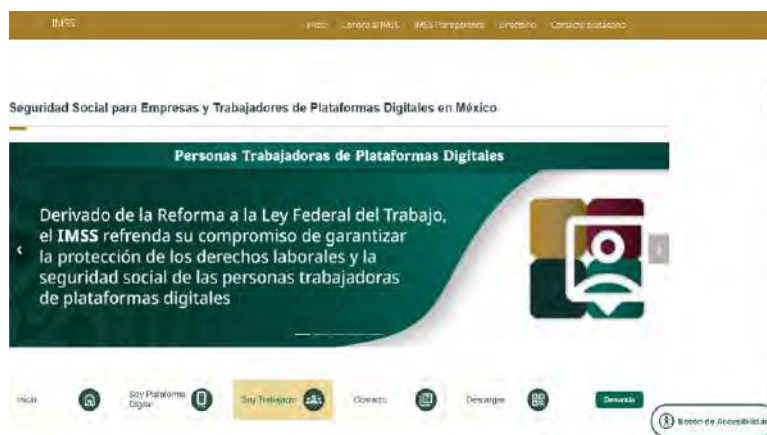 IMSS
Inicio Conoce al IMSS IMSS Transparente Directorio Contacto ciudadano
Seguridad Social para Empresas y Trabajadores de Plataformas Digitales en México
Personas Trabajadoras de Plataformas Digitales
Derivado de la Reforma a la Ley Federal del Trabajo,
el IMSS refrenda su compromiso de garantizar
la protección de los derechos laborales y la
seguridad social de las personas trabajadoras
de plataformas digitales
Inicio
Soy Plataforma
Digital
Soy Trabajador
Contacto
Descargas
Denuncia
Botón de Accesibilidad